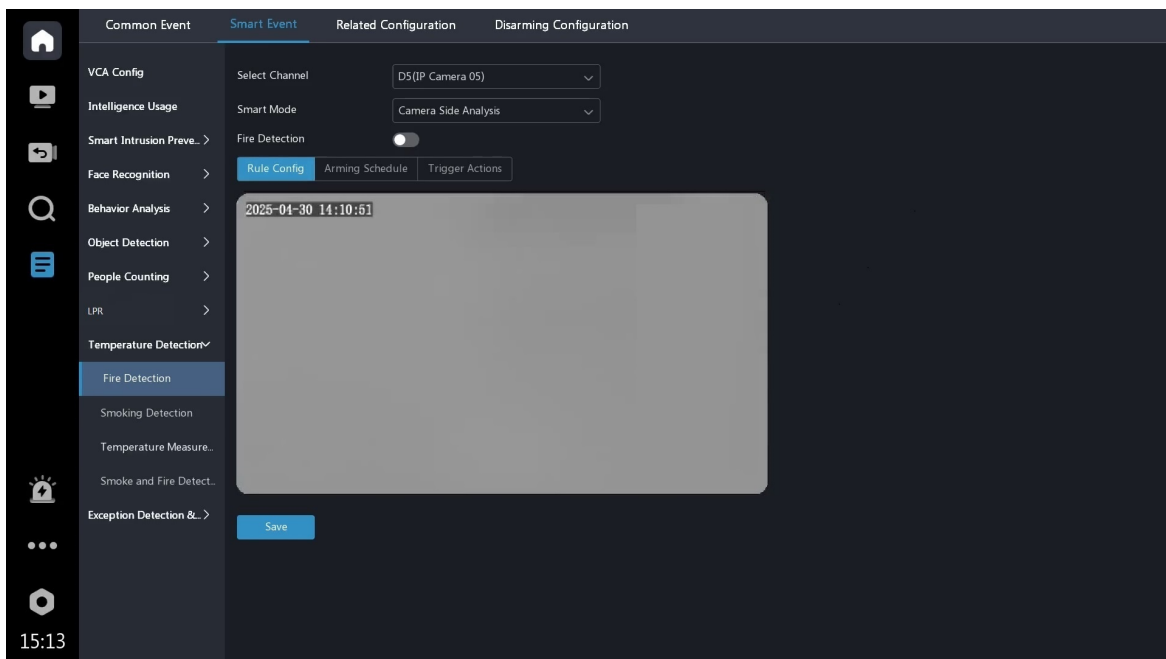 Common Event Smart Event Related Configuration Disarming Configuration
VCA Config
Intelligence Usage
Smart Intrusion Preve...
Face Recognition
Behavior Analysis
Object Detection
People Counting
LPR
Temperature Detection
Fire Detection
Smoking Detection
Temperature Measure...
Smoke and Fire Detect...
Exception Detection &...
Select Channel D5(IP Camera 05)
Smart Mode Camera Side Analysis
Fire Detection
Rule Config Arming Schedule Trigger Actions
2025-04-30 14:10:51
Save
15:13